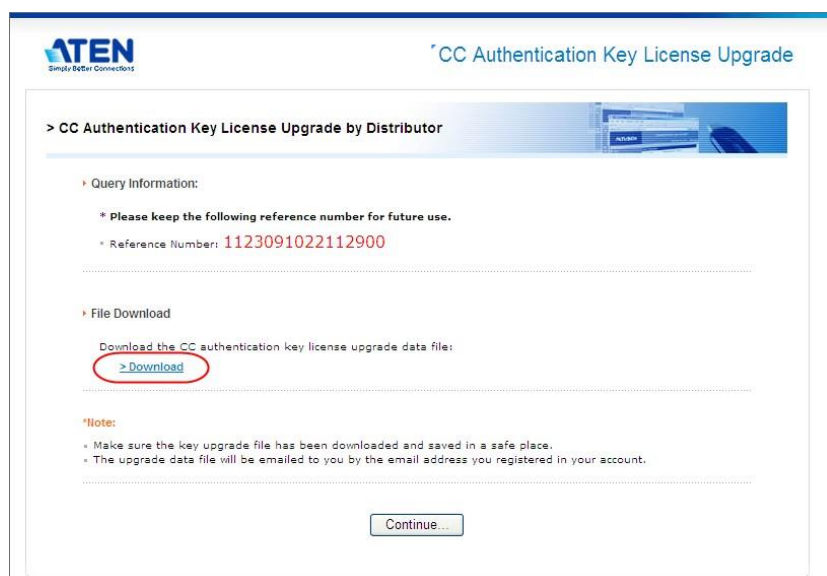 ATEN
Simply Better Connections
CC Authentication Key License Upgrade
> CC Authentication Key License Upgrade by Distributor
ALTUSEN
Query Information:
* Please keep the following reference number for future use.
Reference Number: 1123091022112900
File Download
Download the CC authentication key license upgrade data file:
> Download
*Note:
Make sure the key upgrade file has been downloaded and saved in a safe place.
The upgrade data file will be emailed to you by the email address you registered in your account.
Continue...